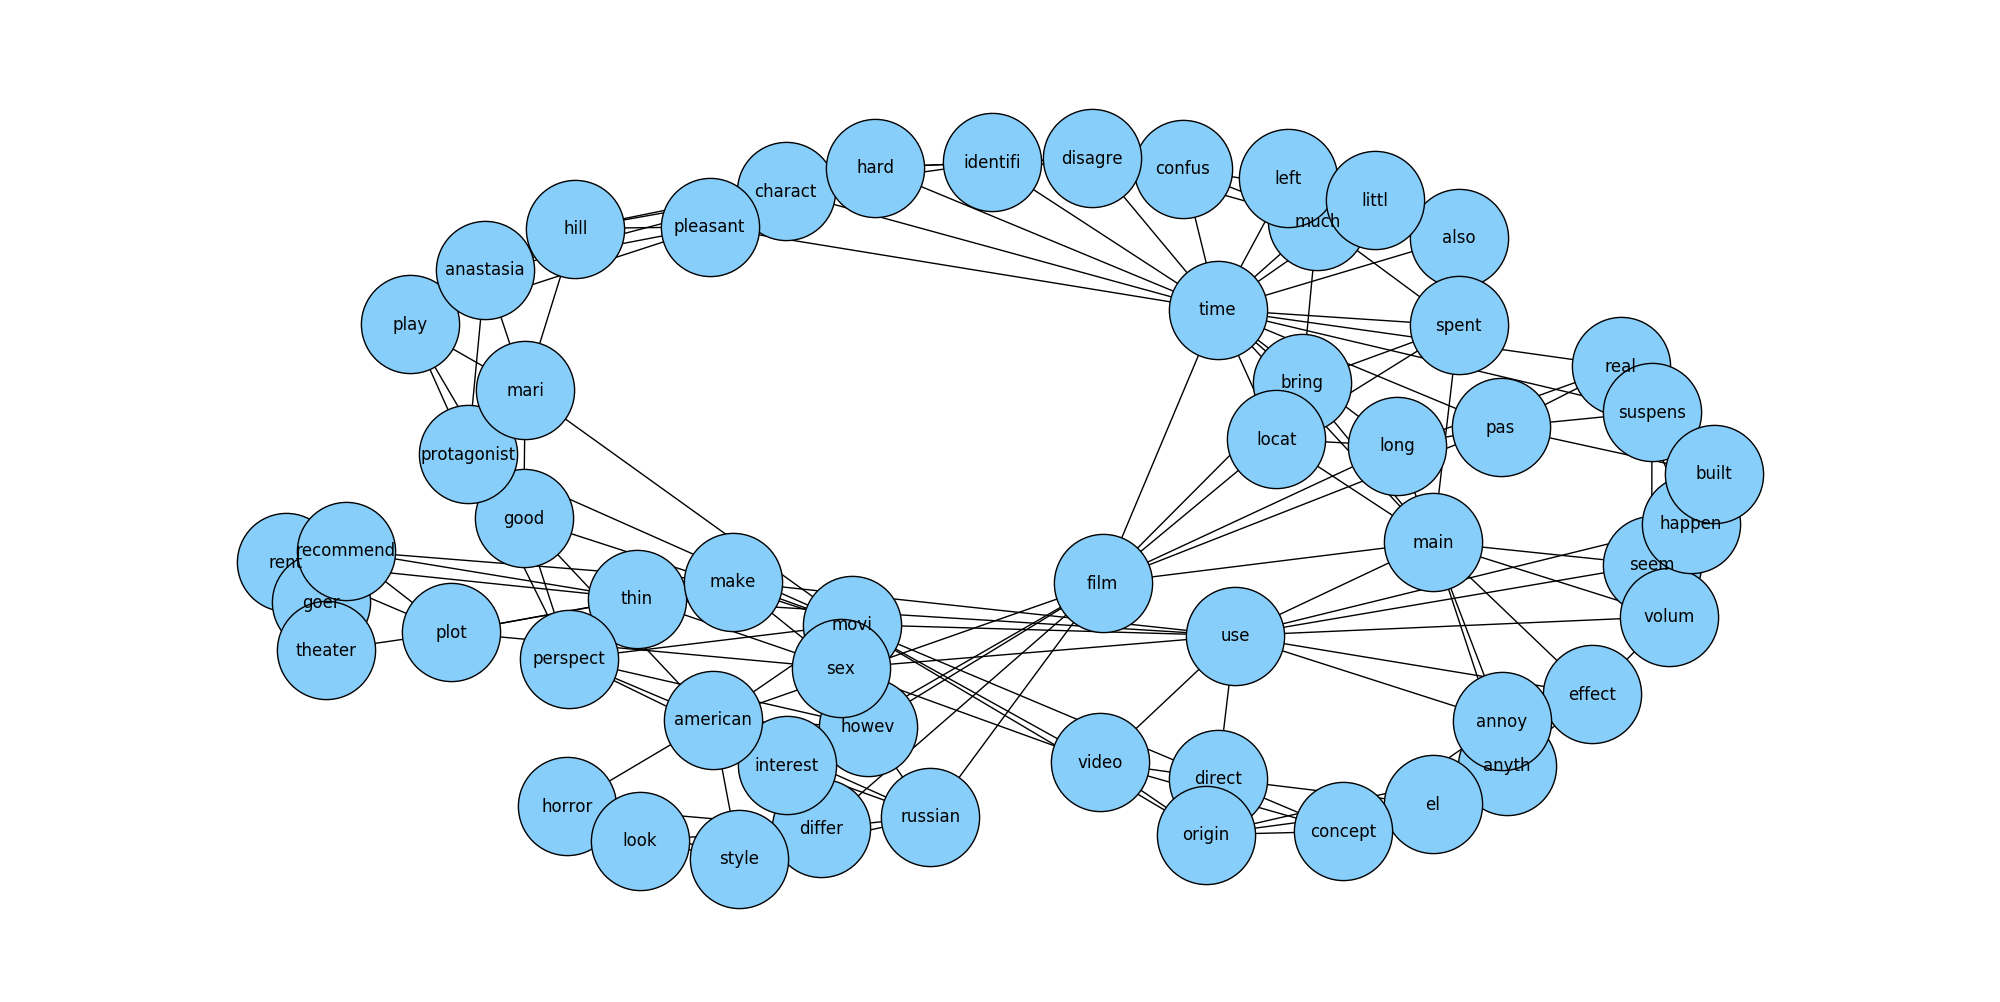 disagre
identifi
hard
confus
left
charact
littl
much
pleasant
hill
also
anastasia
time
play
spent
real
bring
mari
suspens
pas
locat
long
protagonist
built
good
happen
main
recommend
rent
seem
make
film
thin
goer
volum
movi
plot
use
theater
perspect
sex
effect
american
annoy
howev
video
interest
anyth
direct
el
horror
russian
differ
concept
origin
look
style